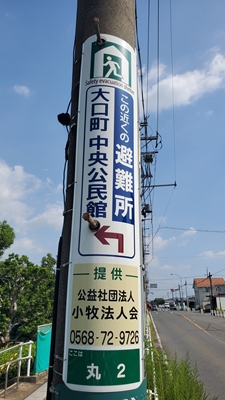 Safety evacuation shelter
この近くの避難所
大口町 中央公民館
提供
公益社団法人
小牧法人会
0568-72-9726
ここは
丸 2